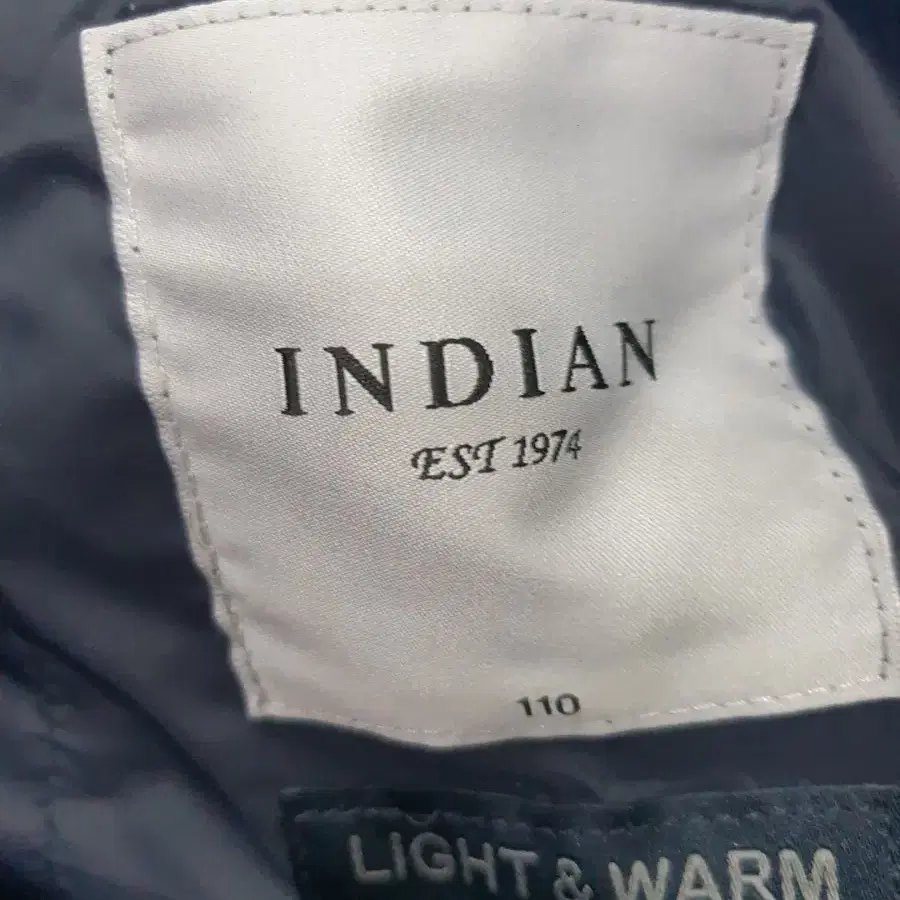 INDIAN
EST 1974
110
LIGHT & WARM